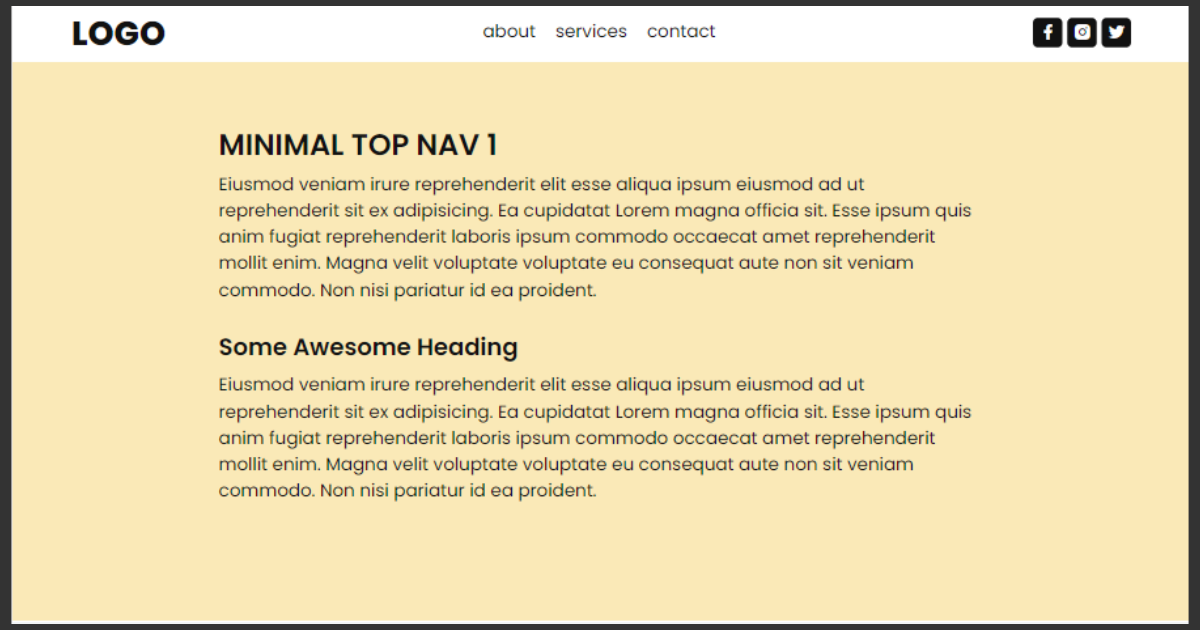 LOGO
about services contact
MINIMAL TOP NAV 1
Eiusmod veniam irure reprehenderit elit esse aliqua ipsum eiusmod ad ut
reprehenderit sit ex adipisicing. Ea cupidatat Lorem magna officia sit. Esse ipsum quis
anim fugiat reprehenderit laboris ipsum commodo occaecat amet reprehenderit
mollit enim. Magna velit voluptate voluptate eu consequat aute non sit veniam
commodo. Non nisi pariatur id ea proident.
Some Awesome Heading
Eiusmod veniam irure reprehenderit elit esse aliqua ipsum eiusmod ad ut
reprehenderit sit ex adipisicing. Ea cupidatat Lorem magna officia sit. Esse ipsum quis
anim fugiat reprehenderit laboris ipsum commodo occaecat amet reprehenderit
mollit enim. Magna velit voluptate voluptate eu consequat aute non sit veniam
commodo. Non nisi pariatur id ea proident.